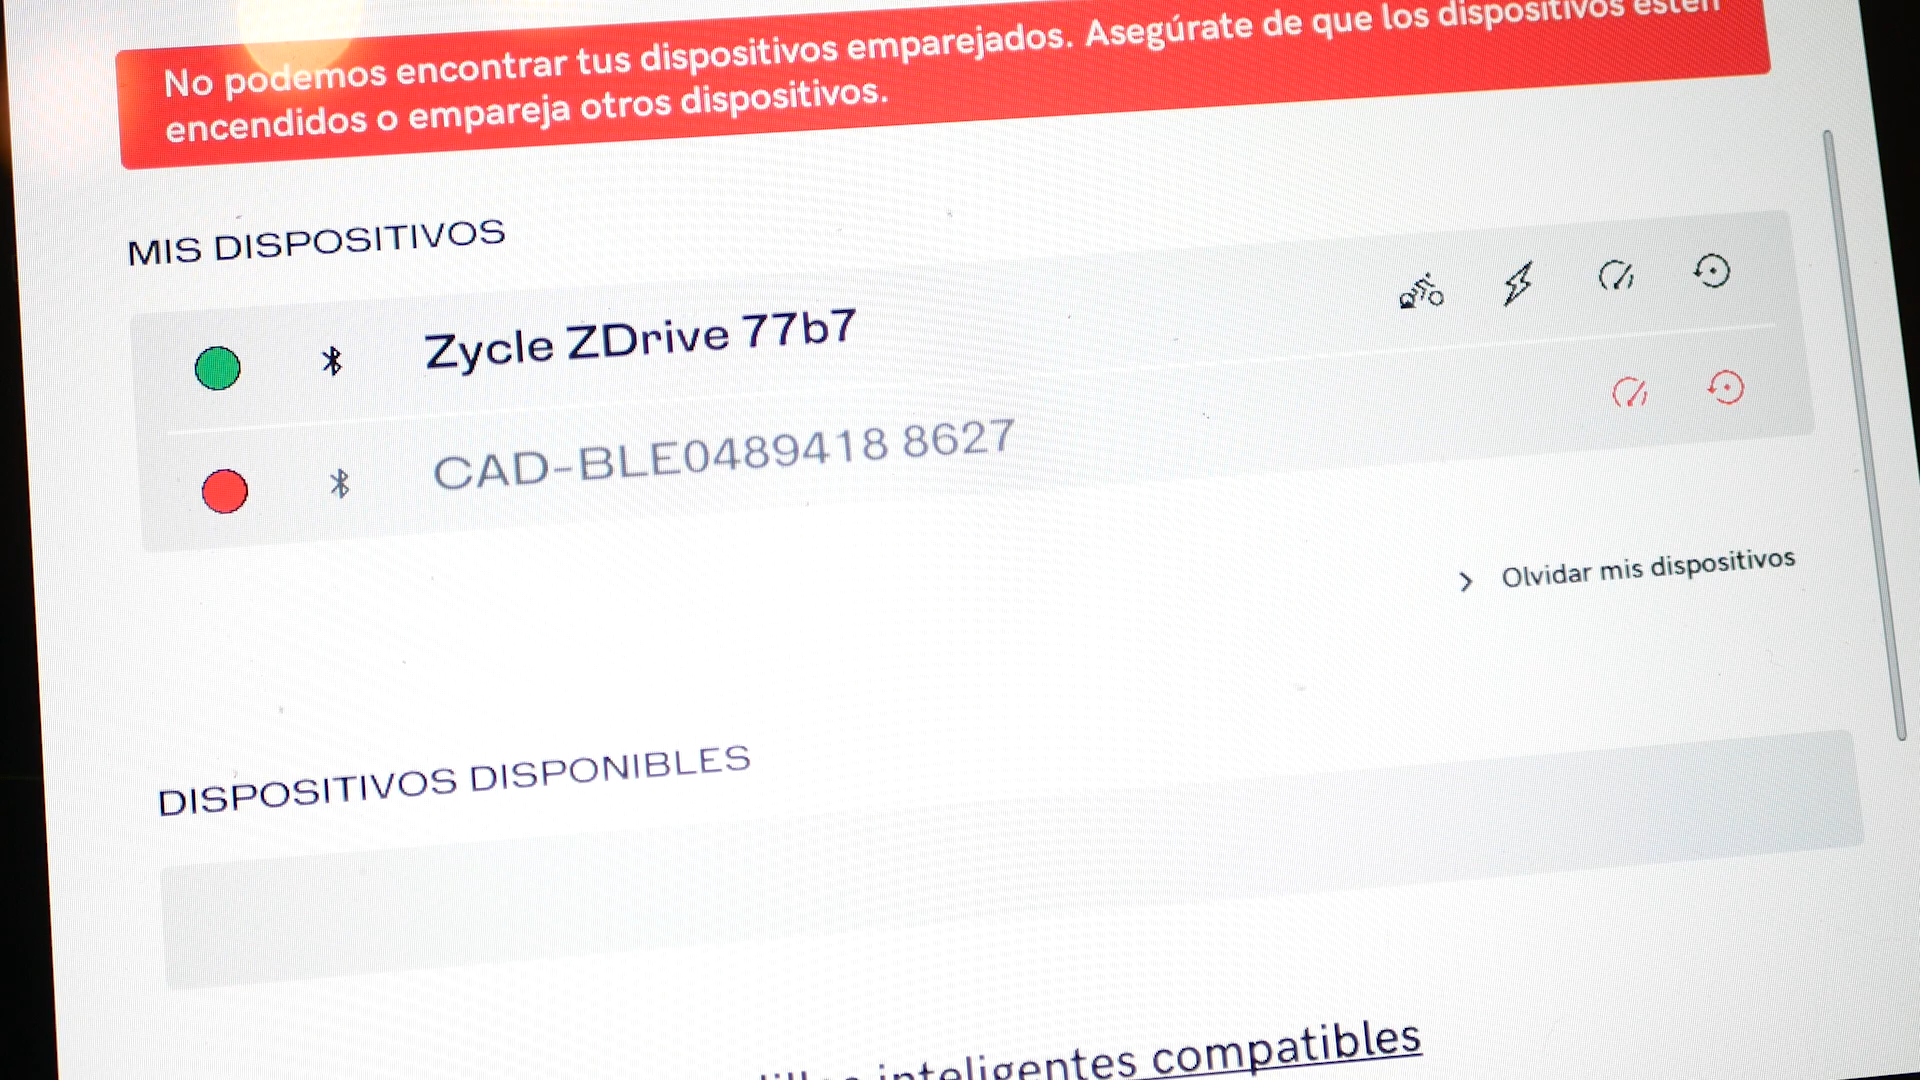 No podemos encontrar tus dispositivos emparejados. Asegúrate de que los dispositivos estén
encendidos o empareja otros dispositivos.
MIS DISPOSITIVOS
Zycle ZDrive 77b7
CAD-BLE0489418 8627
Olvidar mis dispositivos
DISPOSITIVOS DISPONIBLES
inteligentes compatibles